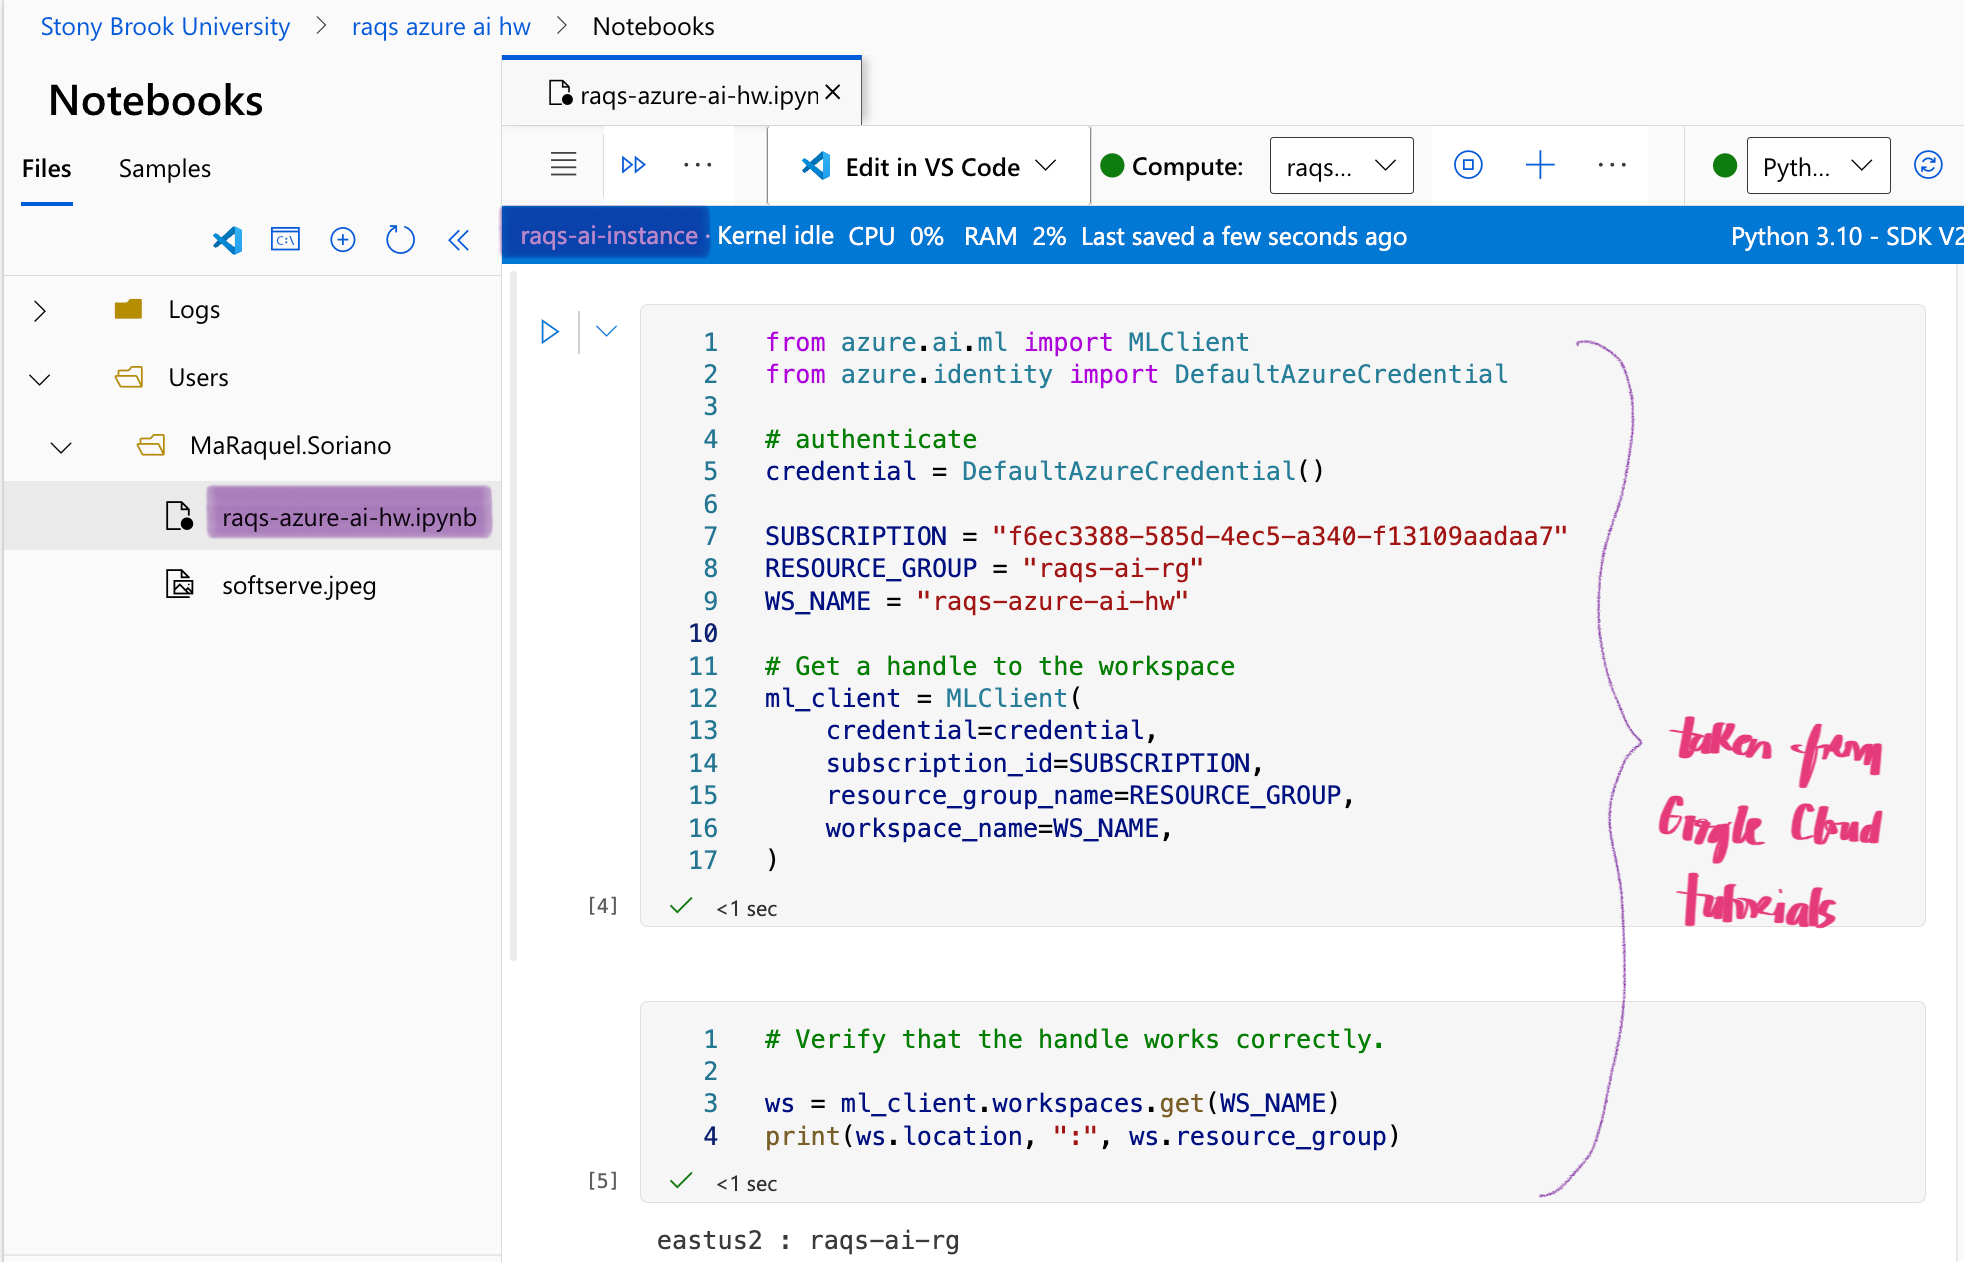 Stony Brook University > raqs azure ai hw > Notebooks
Notebooks
Files Samples
Logs
Users
MaRaquel.Soriano
raqs-azure-ai-hw.ipynb
softserve.jpeg
raqs-azure-ai-hw.ipyn
Edit in VS Code
Compute:
raqs...
Pyth...
raqs-ai-instance · Kernel idle CPU 0% RAM 2% Last saved a few seconds ago
Python 3.10 - SDK V2
1 from azure.ai.ml import MLClient
2 from azure.identity import DefaultAzureCredential
3
4 # authenticate
5 credential = DefaultAzureCredential()
6
7 SUBSCRIPTION = "f6ec3388-585d-4ec5-a340-f13109aadaa7"
8 RESOURCE_GROUP = "raqs-ai-rg"
9 WS_NAME = "raqs-azure-ai-hw"
10
11 # Get a handle to the workspace
12 ml_client = MLClient(
13     credential=credential,
14     subscription_id=SUBSCRIPTION,
15     resource_group_name=RESOURCE_GROUP,
16     workspace_name=WS_NAME,
17 )
[4] <1 sec
taken from
Google Cloud
tutorials
1 # Verify that the handle works correctly.
2
3 ws = ml_client.workspaces.get(WS_NAME)
4 print(ws.location, ":", ws.resource_group)
[5] <1 sec
eastus2 : raqs-ai-rg